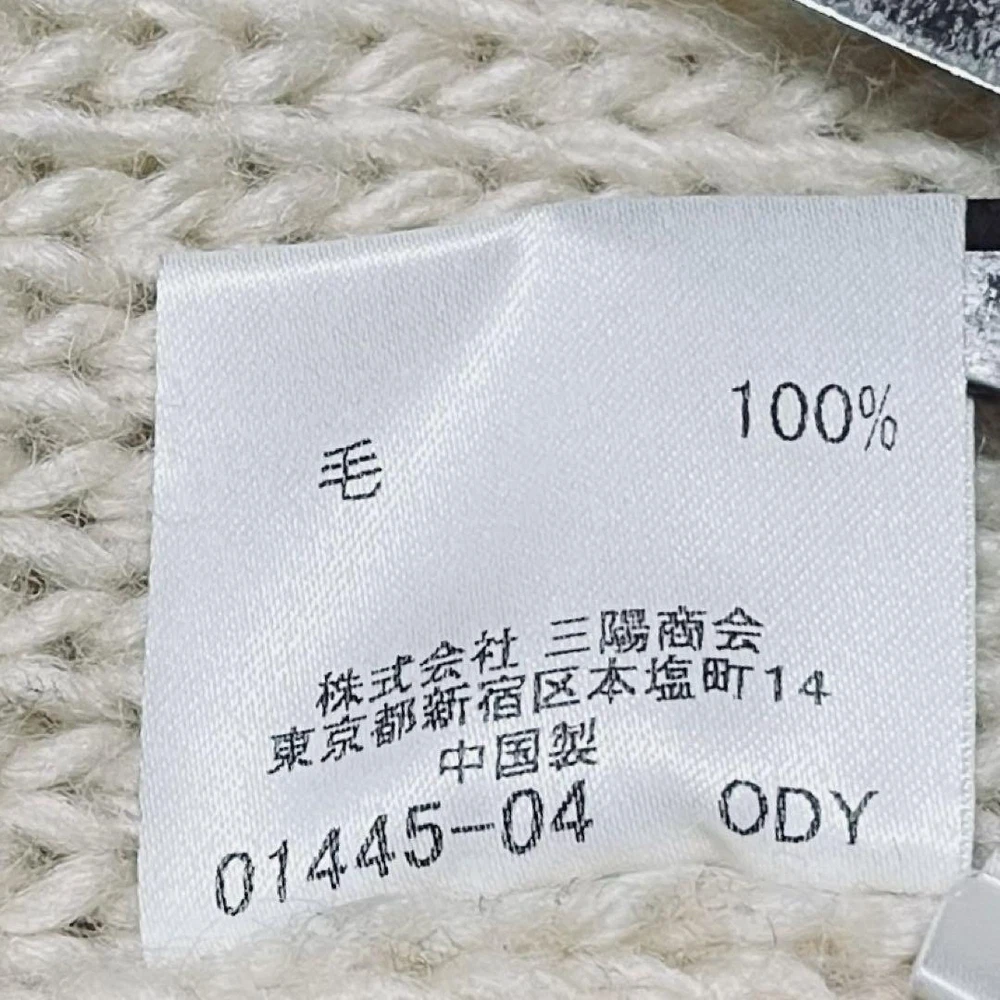 毛 100%
株式会社 三陽商会
東京都新宿区本塩町14
中国製
01445-04 ODY